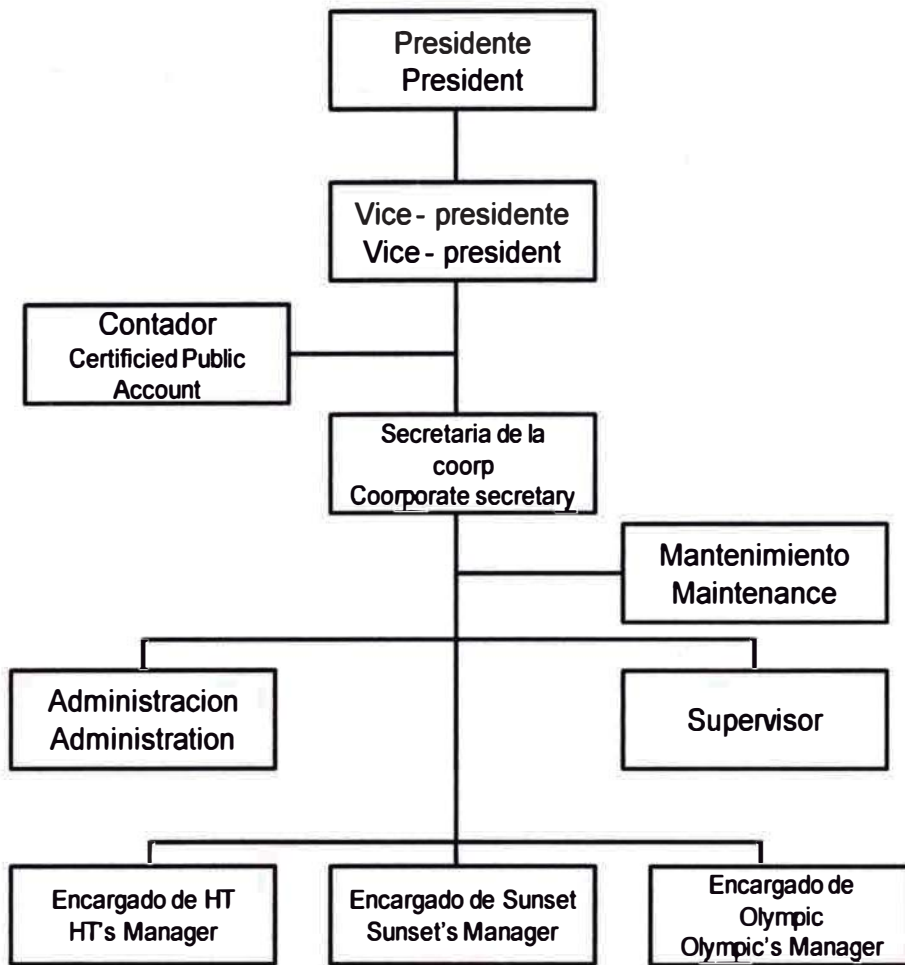 Presidente
President
Vice - presidente
Vice - president
Contador
Certificied Public
Account
Secretaria de la
coorp
Coorporate secretary
Mantenimiento
Maintenance
Administracion
Administration
Supervisor
Encargado de HT
HT's Manager
Encargado de Sunset
Sunset's Manager
Encargado de
Olympic
Olympic's Manager